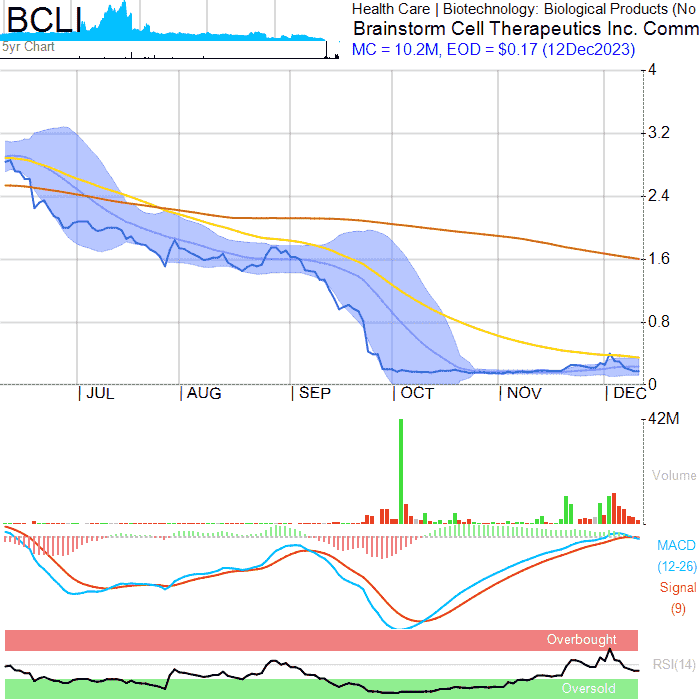 BCLI
5yr Chart
Health Care | Biotechnology: Biological Products (No
Brainstorm Cell Therapeutics Inc. Comm
MC = 10.2M, EOD = $0.17 (12Dec2023)
4
3.2
2.4
1.6
0.8
0
JUL AUG SEP OCT NOV DEC
42M
Volume
MACD
(12-26)
Signal
(9)
Overbought
RSI(14)
Oversold